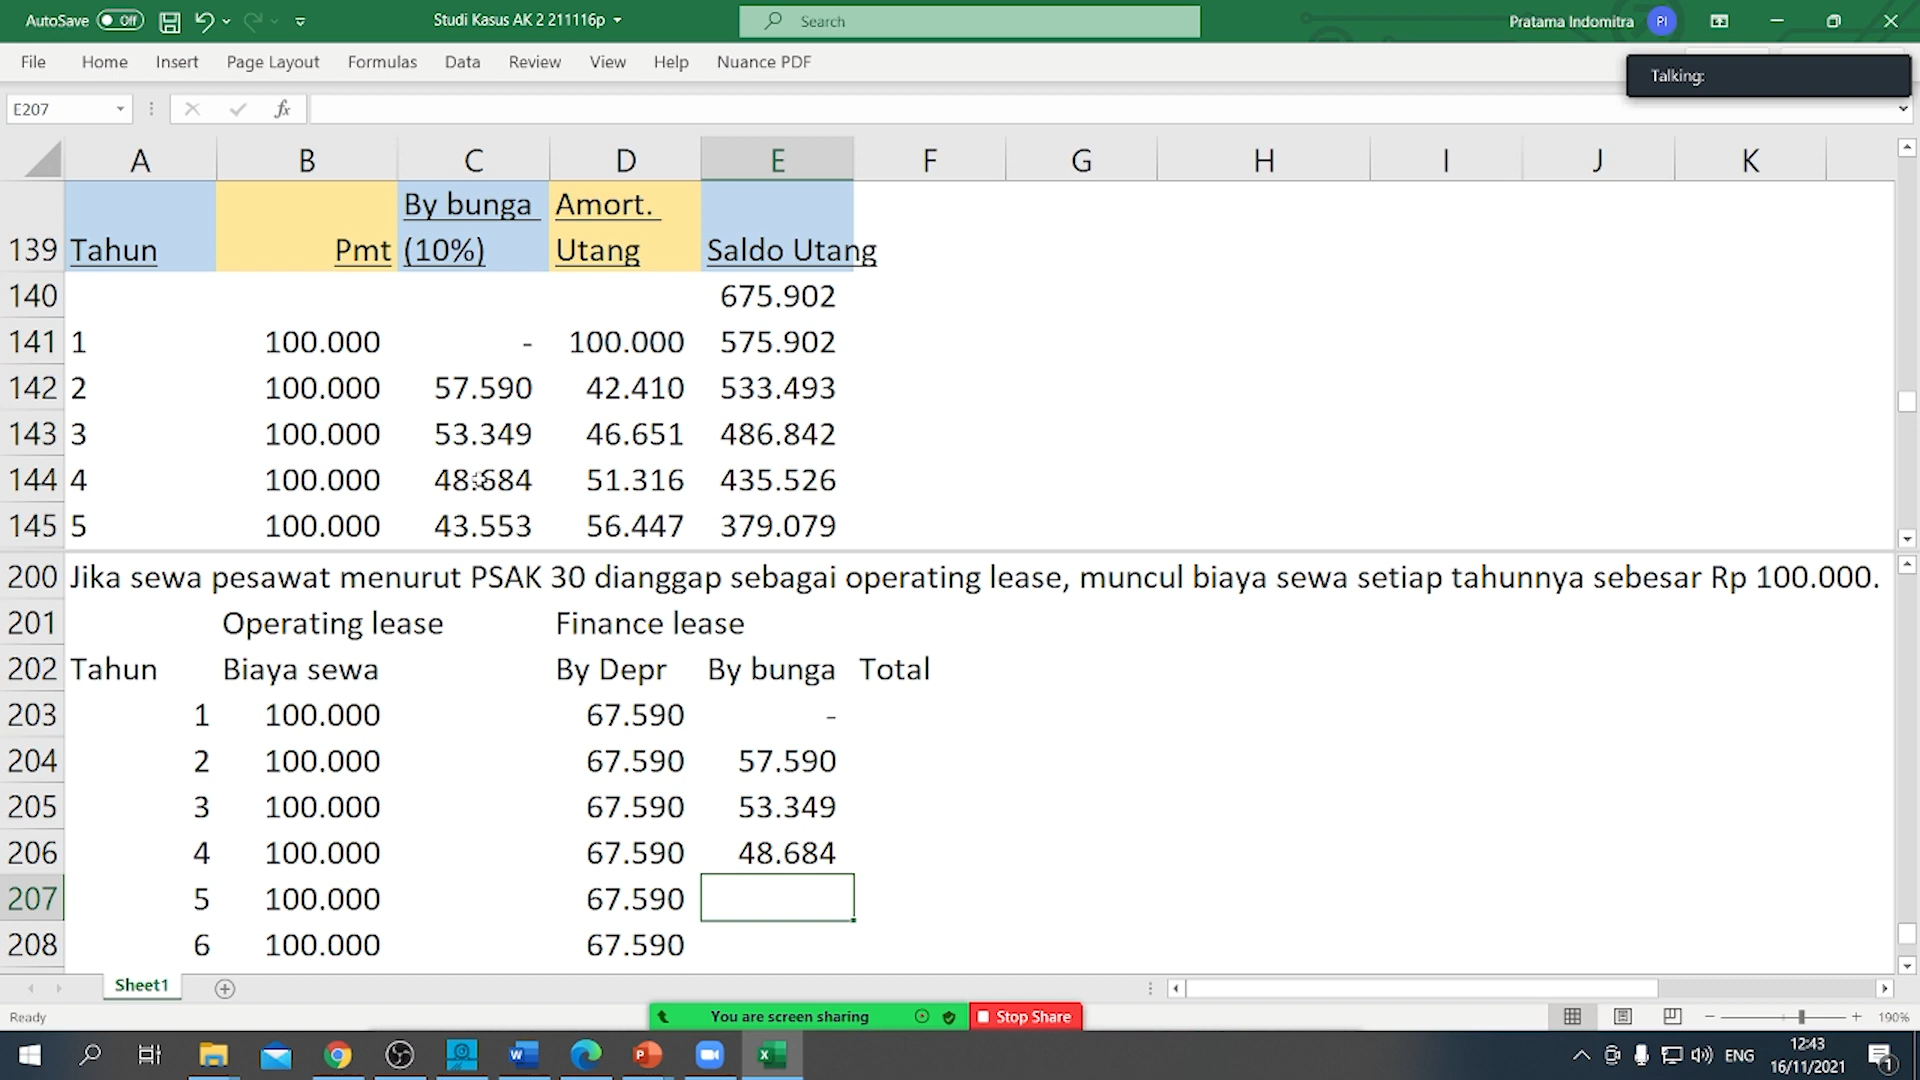 AutoSave Off Studi Kasus AK 2 211116p Search Pratama Indomitra PI
File Home Insert Page Layout Formulas Data Review View Help Nuance PDF
Talking:
E207 fx
A B C D E F G H I J K
139 Tahun Pmt By bunga (10%) Amort. Utang Saldo Utang
140 675.902
141 1 100.000 - 100.000 575.902
142 2 100.000 57.590 42.410 533.493
143 3 100.000 53.349 46.651 486.842
144 4 100.000 48.684 51.316 435.526
145 5 100.000 43.553 56.447 379.079
200 Jika sewa pesawat menurut PSAK 30 dianggap sebagai operating lease, muncul biaya sewa setiap tahunnya sebesar Rp 100.000.
201 Operating lease Finance lease
202 Tahun Biaya sewa By Depr By bunga Total
203 1 100.000 67.590 -
204 2 100.000 67.590 57.590
205 3 100.000 67.590 53.349
206 4 100.000 67.590 48.684
207 5 100.000 67.590
208 6 100.000 67.590
Sheet1
Ready You are screen sharing Stop Share 190%
ENG 12:43
16/11/2021 1